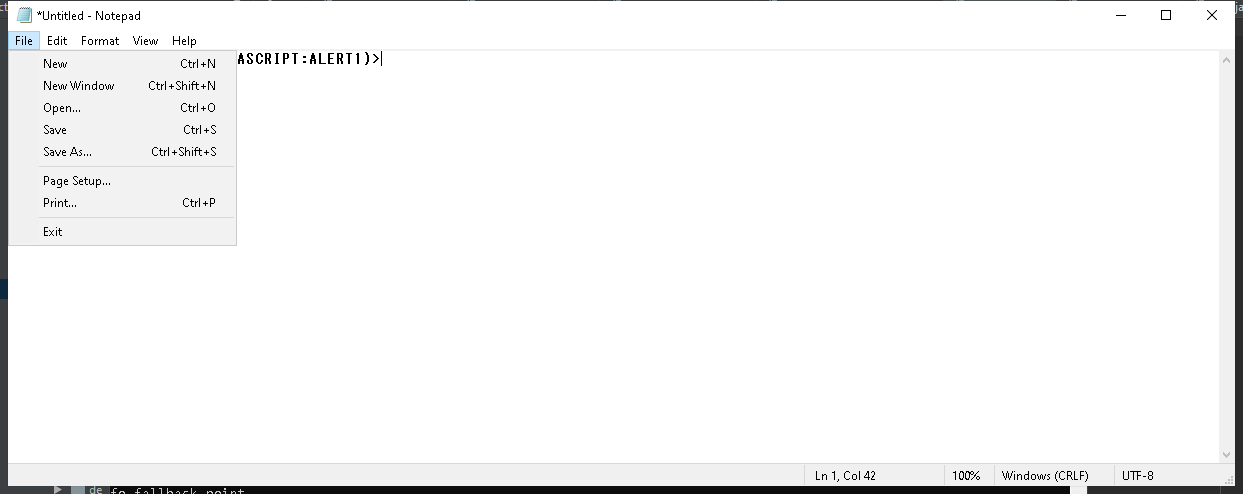 *Untitled - Notepad
File Edit Format View Help
ASCRIPT:ALERT1)>
New Ctrl+N
New Window Ctrl+Shift+N
Open... Ctrl+O
Save Ctrl+S
Save As... Ctrl+Shift+S
Page Setup...
Print... Ctrl+P
Exit
Ln 1, Col 42 100% Windows (CRLF) UTF-8
de fo fallback point